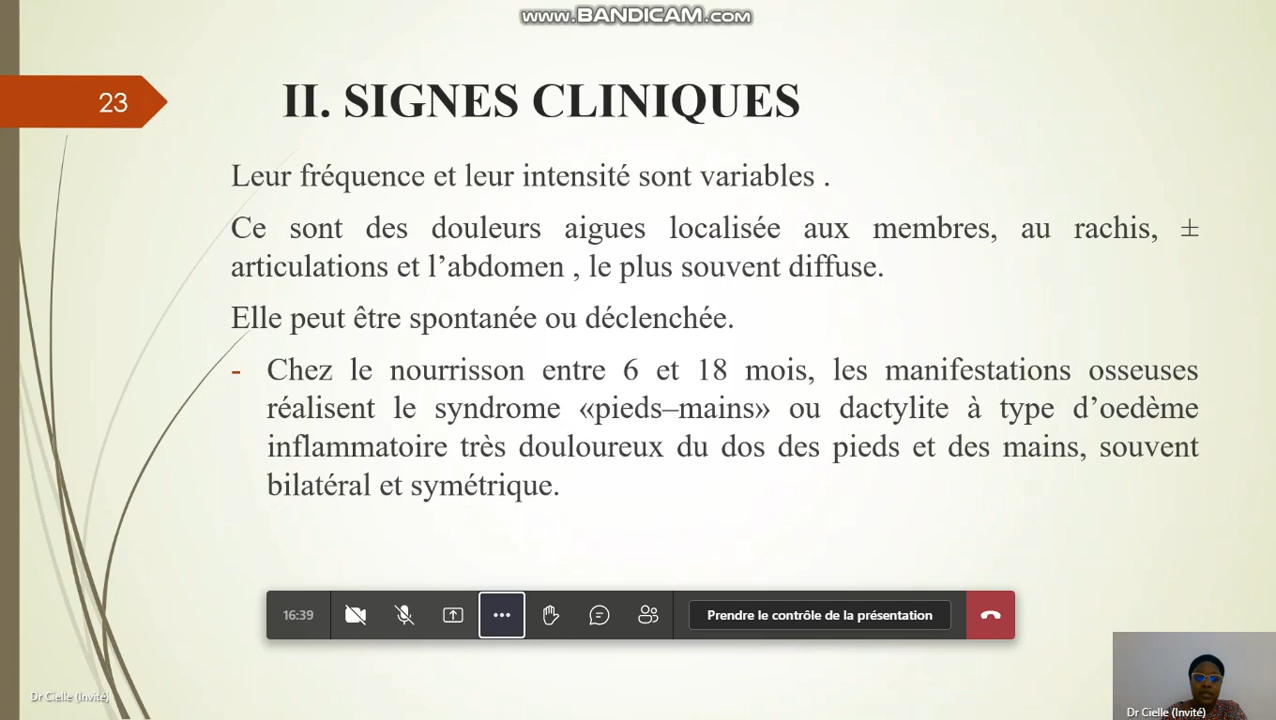 www.BANDICAM.com
23
II. SIGNES CLINIQUES
Leur fréquence et leur intensité sont variables .
Ce sont des douleurs aigues localisée aux membres, au rachis, ±
articulations et l’abdomen , le plus souvent diffuse.
Elle peut être spontanée ou déclenchée.
- Chez le nourrisson entre 6 et 18 mois, les manifestations osseuses
réalisent le syndrome «pieds–mains» ou dactylite à type d’oedème
inflammatoire très douloureux du dos des pieds et des mains, souvent
bilatéral et symétrique.
16:39
Prendre le contrôle de la présentation
Dr Cielle (Invité)
Dr Cielle (Invité)